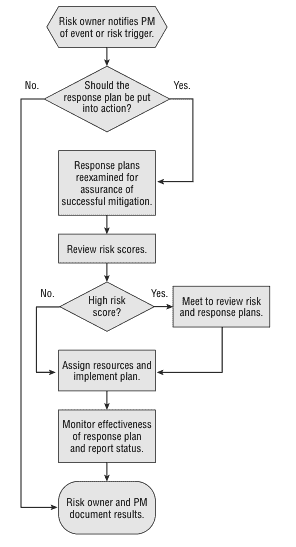 Risk owner notifies PM
of event or risk trigger.
No.
Should the
response plan be put
into action?
Yes.
Response plans
reexamined for
assurance of
successful mitigation.
Review risk scores.
No.
High risk
score?
Yes.
Meet to review risk
and response plans.
Assign resources and
implement plan.
Monitor effectiveness
of response plan
and report status.
Risk owner and PM
document results.